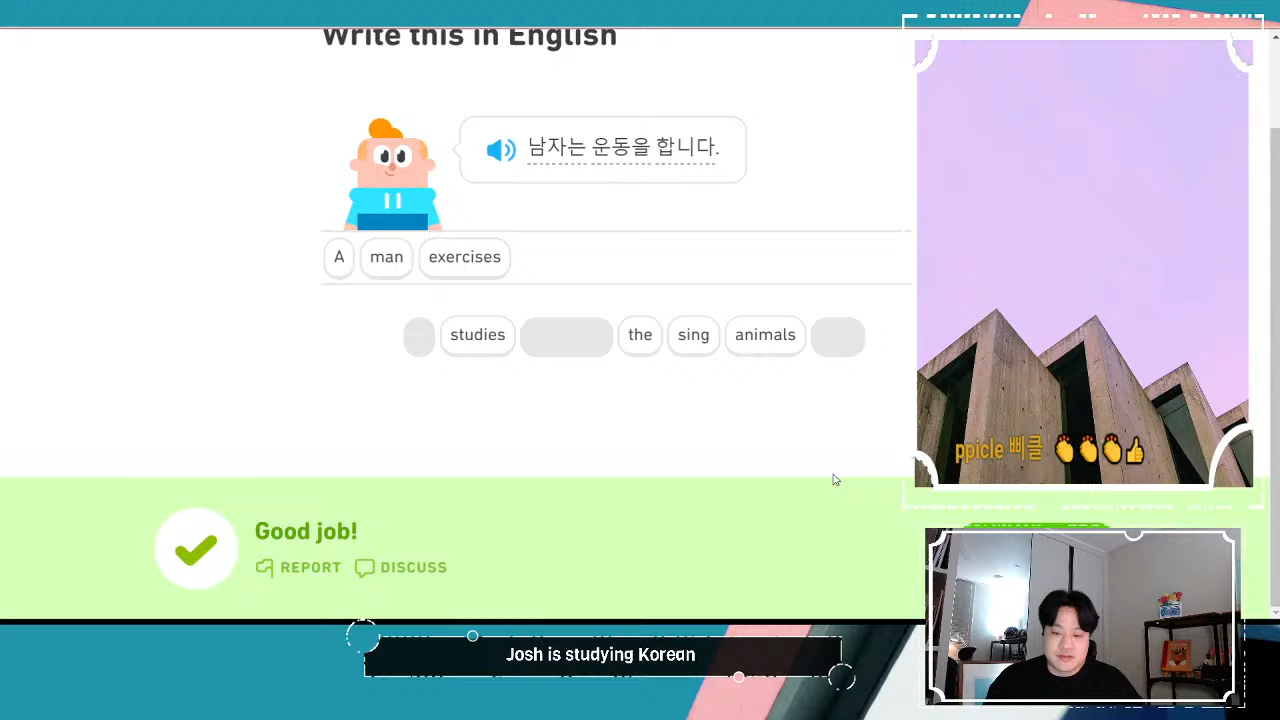 Write this in English
남자는 운동을 합니다.
A man exercises
studies the sing animals
ppicle 삐클 👏👏👏👍
Good job!
REPORT DISCUSS
Josh is studying Korean